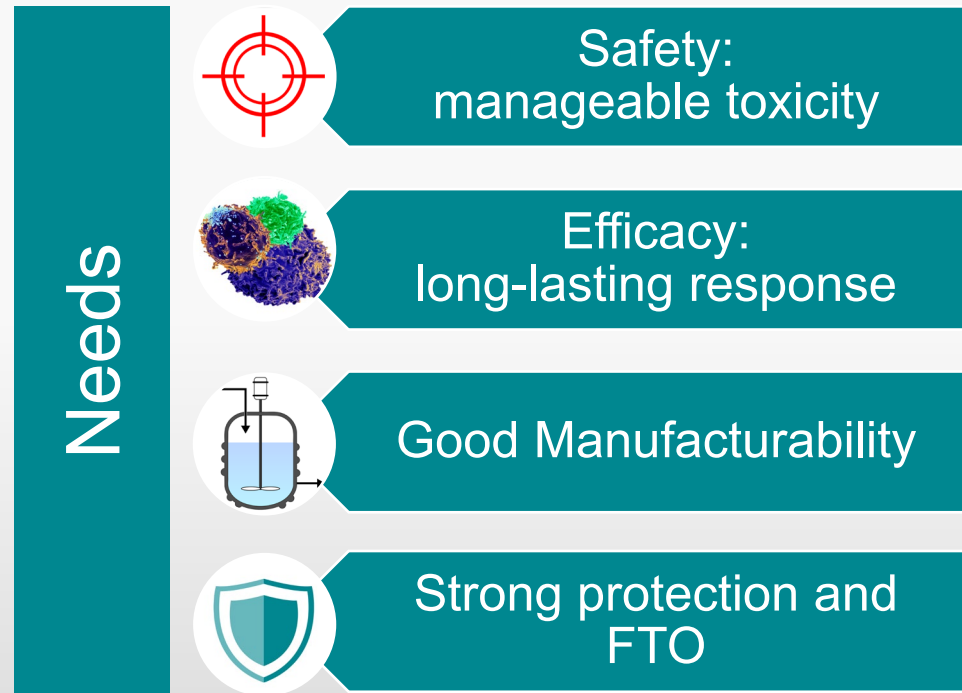 Needs
Safety:
manageable toxicity
Efficacy:
long-lasting response
Good Manufacturability
Strong protection and
FTO